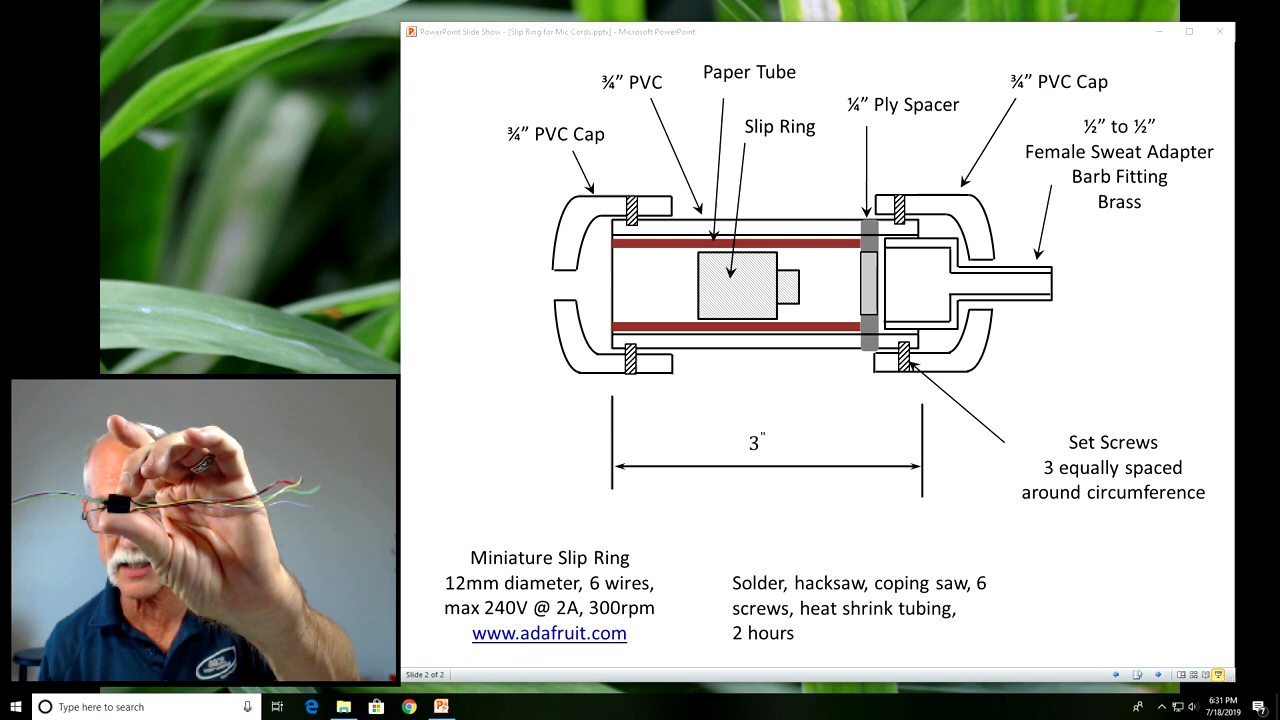 PowerPoint Slide Show - [Slip Ring for Mic Cords.pptx] - Microsoft PowerPoint
¾” PVC Cap
¾” PVC
Paper Tube
Slip Ring
¼” Ply Spacer
¾” PVC Cap
½” to ½”
Female Sweat Adapter
Barb Fitting
Brass
3"
Set Screws
3 equally spaced
around circumference
Miniature Slip Ring
12mm diameter, 6 wires,
max 240V @ 2A, 300rpm
www.adafruit.com
Solder, hacksaw, coping saw, 6
screws, heat shrink tubing,
2 hours
Slide 2 of 2
Type here to search
6:31 PM
7/18/2019